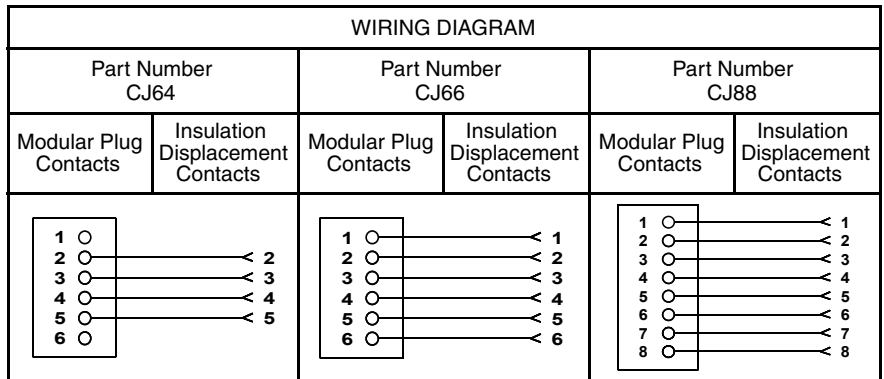 WIRING DIAGRAM
Part Number
CJ64
Part Number
CJ66
Part Number
CJ88
Modular Plug
Contacts
Insulation
Displacement
Contacts
Modular Plug
Contacts
Insulation
Displacement
Contacts
Modular Plug
Contacts
Insulation
Displacement
Contacts
1
2 2
3 3
4 4
5 5
6
1 1
2 2
3 3
4 4
5 5
6 6
1 1
2 2
3 3
4 4
5 5
6 6
7 7
8 8